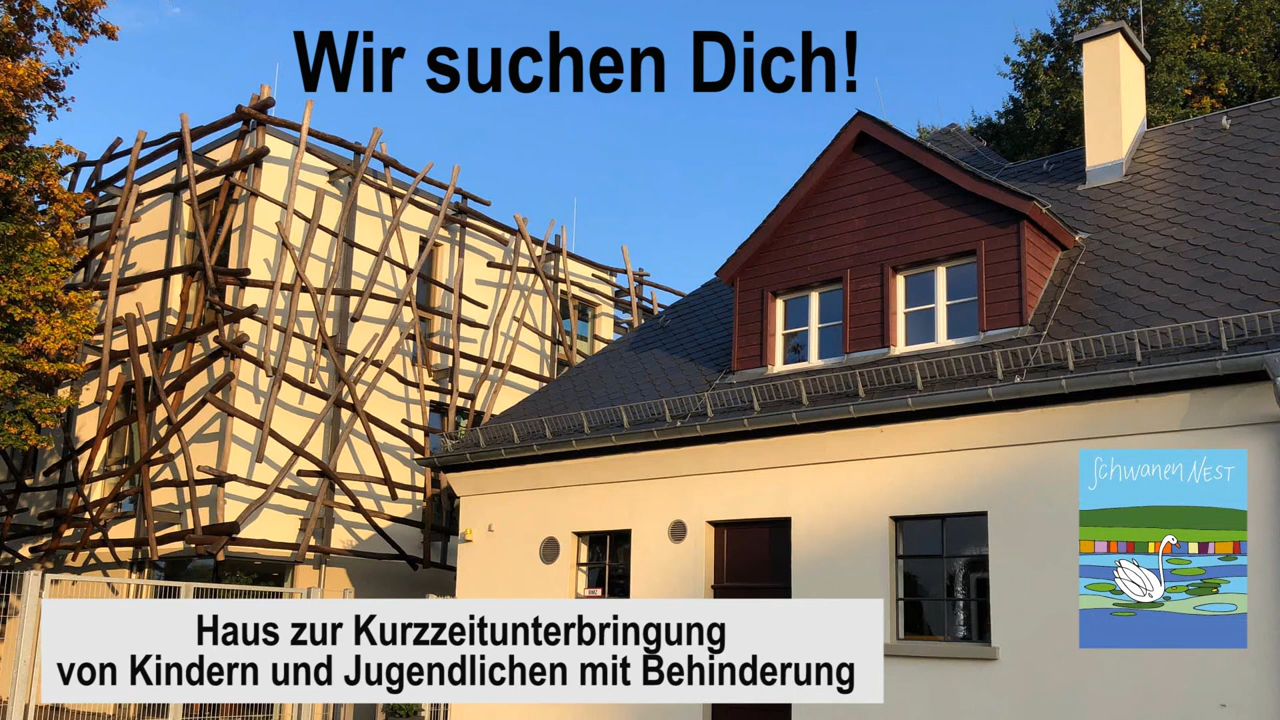 Wir suchen Dich!
Schwanen Nest
Haus zur Kurzzeitunterbringung
von Kindern und Jugendlichen mit Behinderung